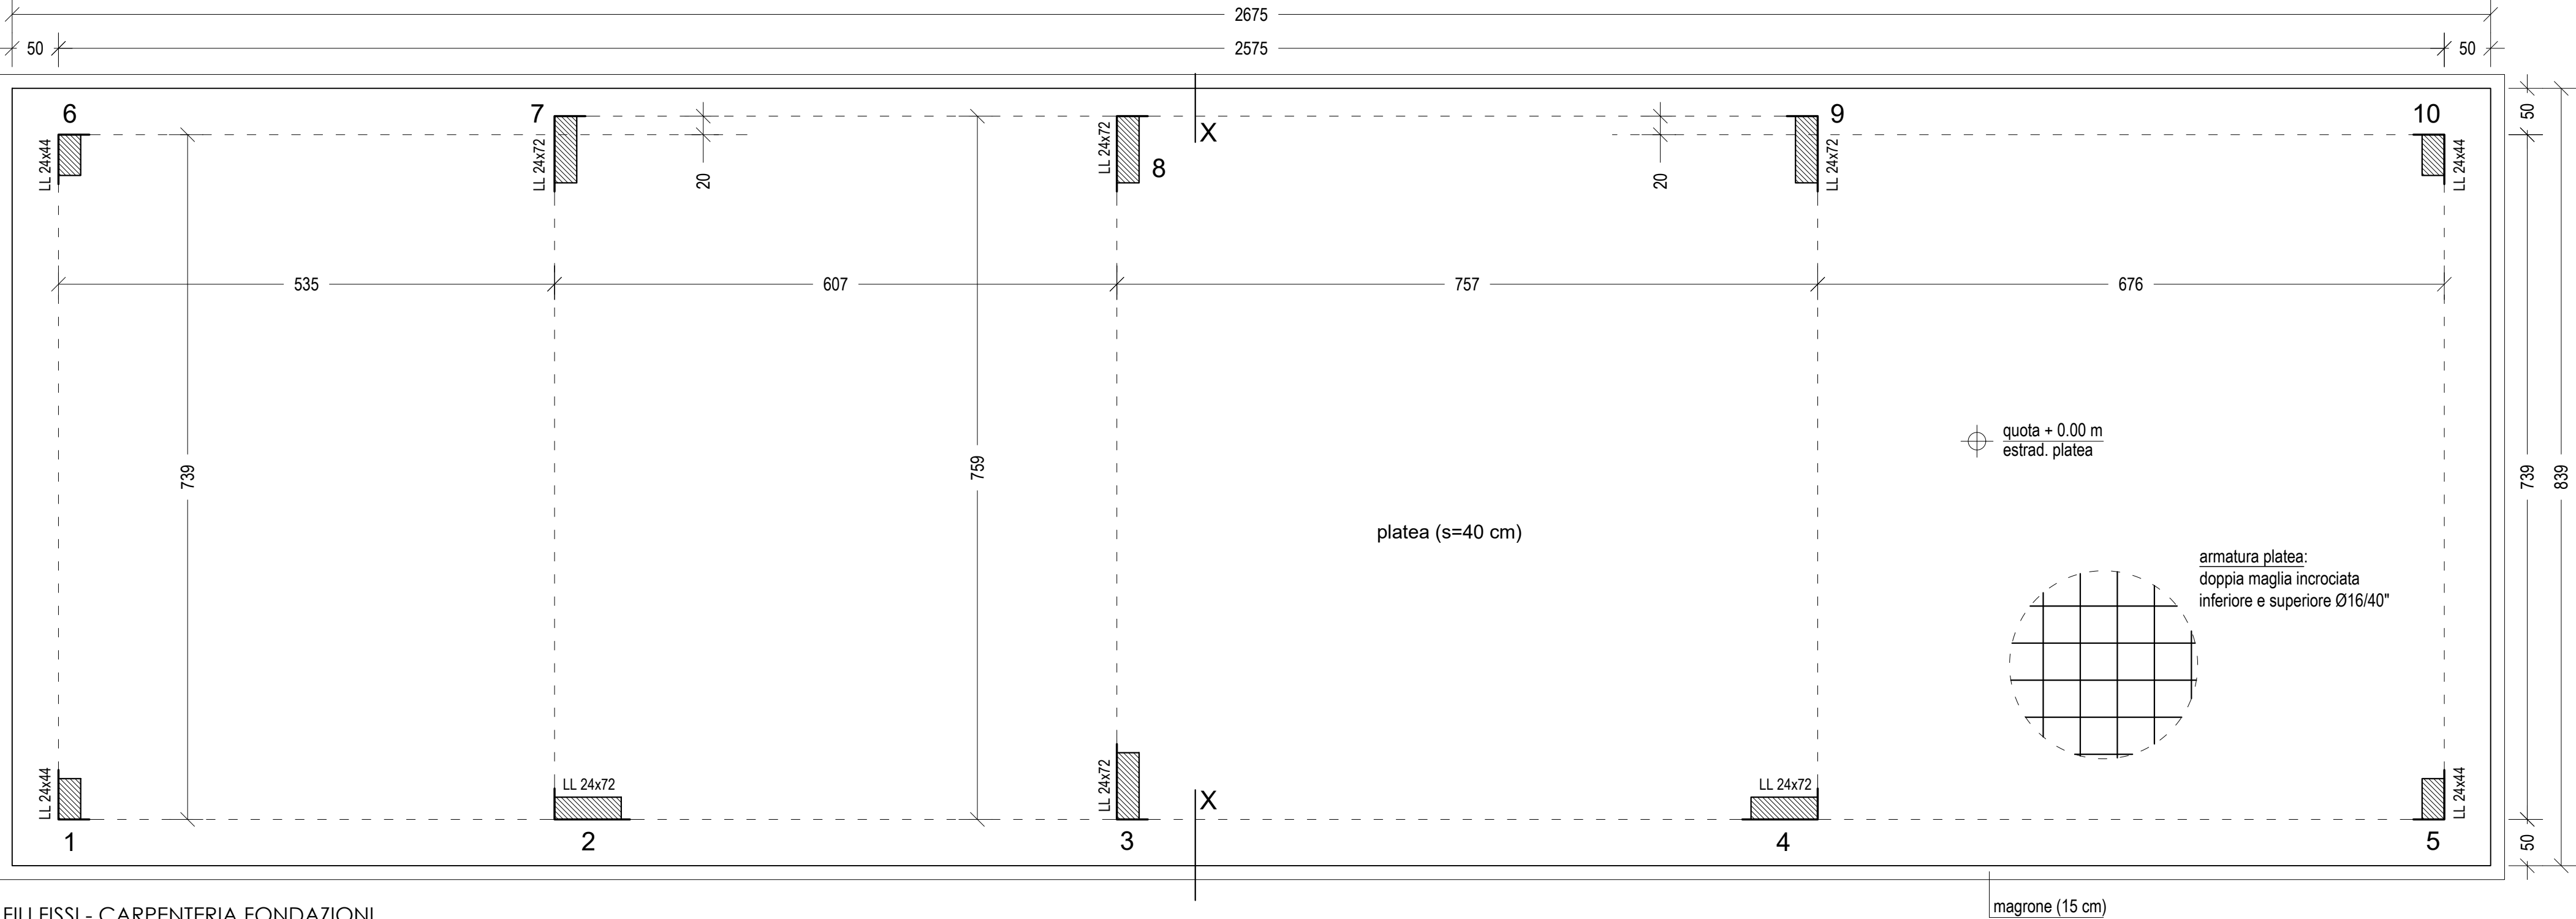 2675
50
2575
50
6
7
9
10
X
8
LL 24x44
LL 24x72
LL 24x72
LL 24x72
LL 24x44
20
20
50
535
607
757
676
739
759
quota + 0.00 m
estrad. platea
739
839
platea (s=40 cm)
armatura platea:
doppia maglia incrociata
inferiore e superiore Ø16/40"
LL 24x44
LL 24x72
LL 24x72
LL 24x72
LL 24x44
X
1
2
3
4
5
50
magrone (15 cm)
FILI FISSI - CARPENTERIA FONDAZIONI